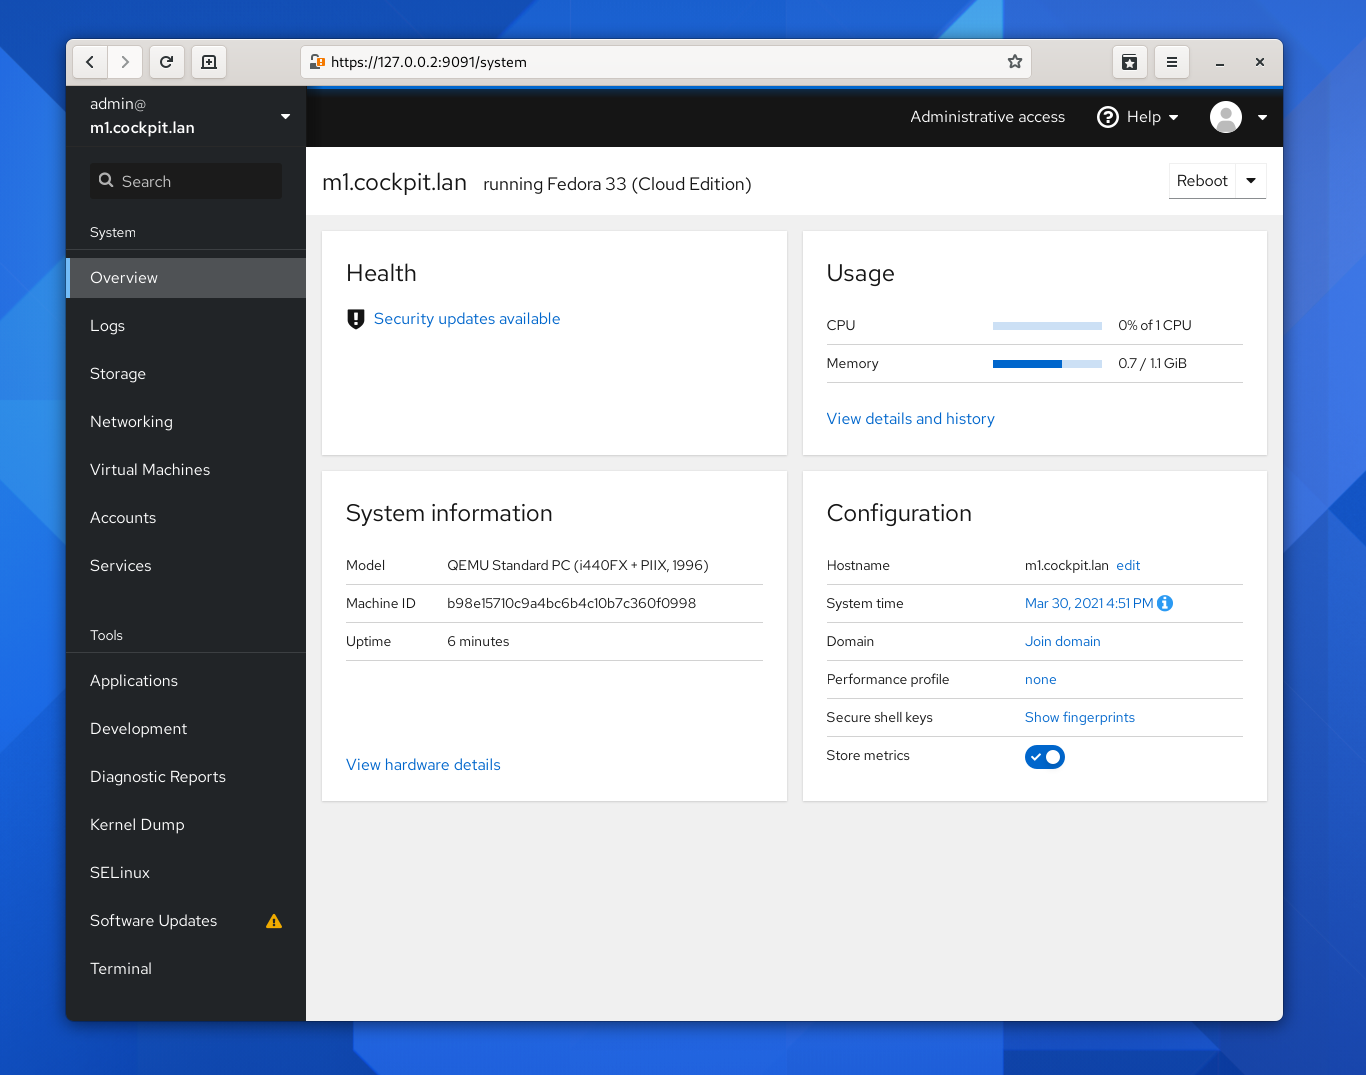 https://127.0.0.2:9091/system
admin@
m1.cockpit.lan
Administrative access
Help
Search
System
Overview
Logs
Storage
Networking
Virtual Machines
Accounts
Services
Tools
Applications
Development
Diagnostic Reports
Kernel Dump
SELinux
Software Updates
Terminal
m1.cockpit.lan running Fedora 33 (Cloud Edition)
Reboot
Health
Security updates available
Usage
CPU 0% of 1 CPU
Memory 0.7 / 1.1 GiB
View details and history
System information
Model QEMU Standard PC (i440FX + PIIX, 1996)
Machine ID b98e15710c9a4bc6b4c10b7c360f0998
Uptime 6 minutes
View hardware details
Configuration
Hostname m1.cockpit.lan edit
System time Mar 30, 2021 4:51 PM
Domain Join domain
Performance profile none
Secure shell keys Show fingerprints
Store metrics